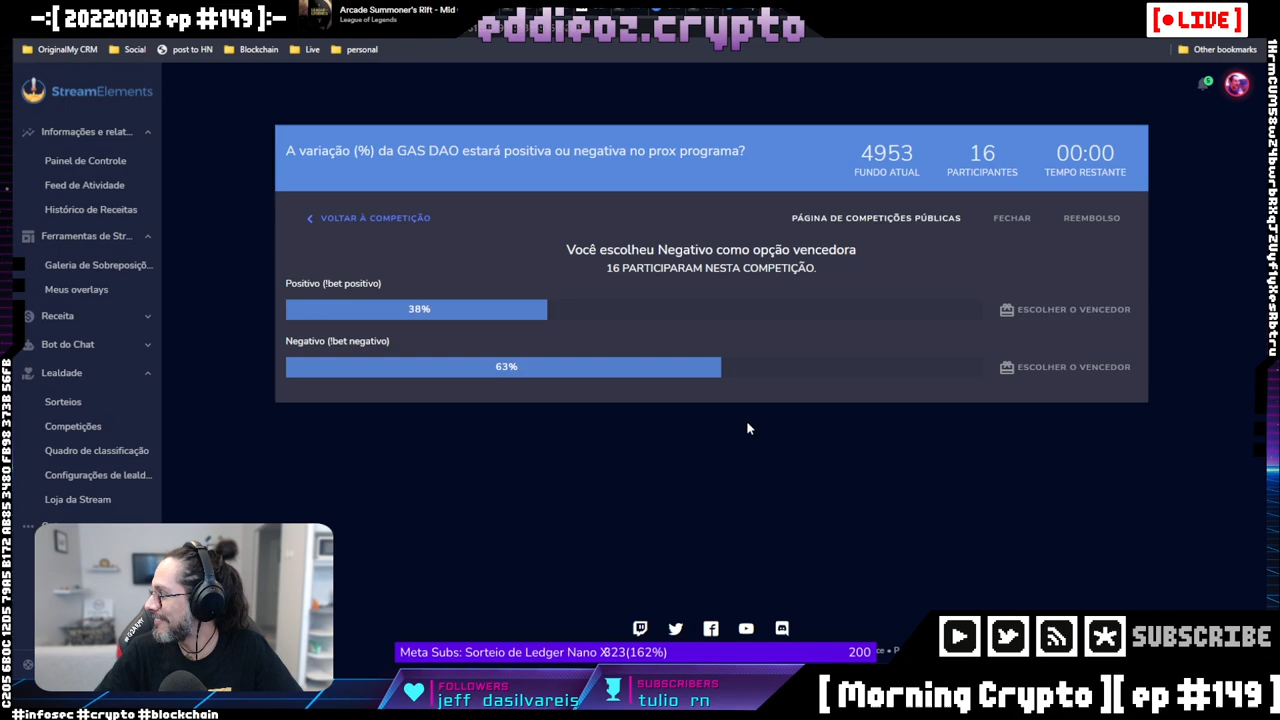 -:[ 20220103 ep #149 ]:-
Arcade Summoner's Rift - Mid
League of Legends
eddieoz.crypto
[● LIVE]
OriginalMy CRM
Social
post to HN
Blockchain
Live
personal
Other bookmarks
StreamElements
5
Informações e relat...
Painel de Controle
Feed de Atividade
Histórico de Receitas
Ferramentas de Str...
Galeria de Sobreposiçõ...
Meus overlays
Receita
Bot do Chat
Lealdade
Sorteios
Competições
Quadro de classificação
Configurações de leald...
Loja da Stream
A variação (%) da GAS DAO estará positiva ou negativa no prox programa?
4953
FUNDO ATUAL
16
PARTICIPANTES
00:00
TEMPO RESTANTE
VOLTAR À COMPETIÇÃO
PÁGINA DE COMPETIÇÕES PÚBLICAS
FECHAR
REEMBOLSO
Você escolheu Negativo como opção vencedora
16 PARTICIPARAM NESTA COMPETIÇÃO.
Positivo (!bet positivo)
38%
ESCOLHER O VENCEDOR
Negativo (!bet negativo)
63%
ESCOLHER O VENCEDOR
Meta Subs: Sorteio de Ledger Nano X
323(162%)
200
FOLLOWERS
jeff dasilvareis
SUBSCRIBERS
tulio rn
SUBSCRIBE
[ Morning Crypto ][ ep #149 ]
#infosec #crypto #blockchain